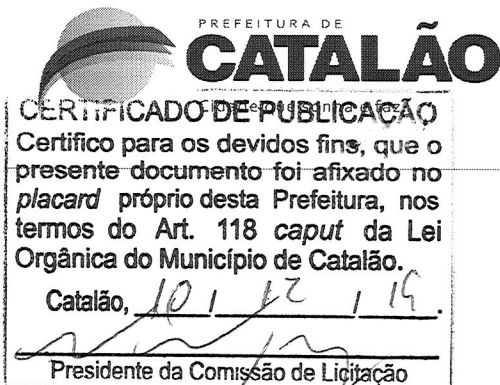 PREFEITURA DE
CATALÃO
CERTIFICADO DE PUBLICAÇÃO
Certifico para os devidos fins, que o
presente documento foi afixado no
placard próprio desta Prefeitura, nos
termos do Art. 118 caput da Lei
Orgânica do Município de Catalão.
Catalão, 10 / 12 / 19.
Presidente da Comissão de Licitação